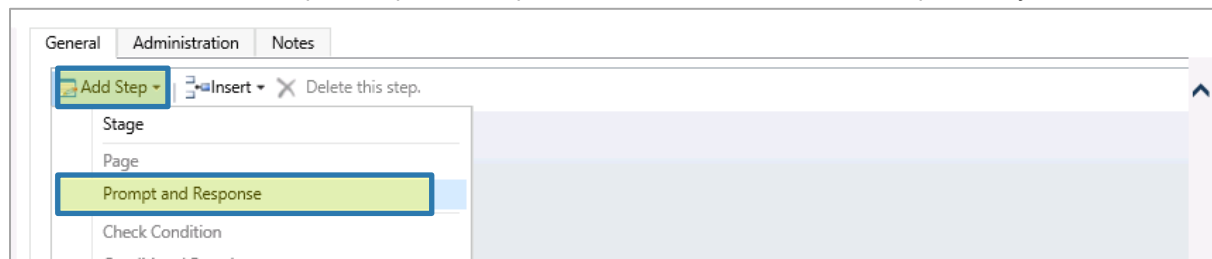 General Administration Notes
Add Step Insert Delete this step.
Stage
Page
Prompt and Response
Check Condition